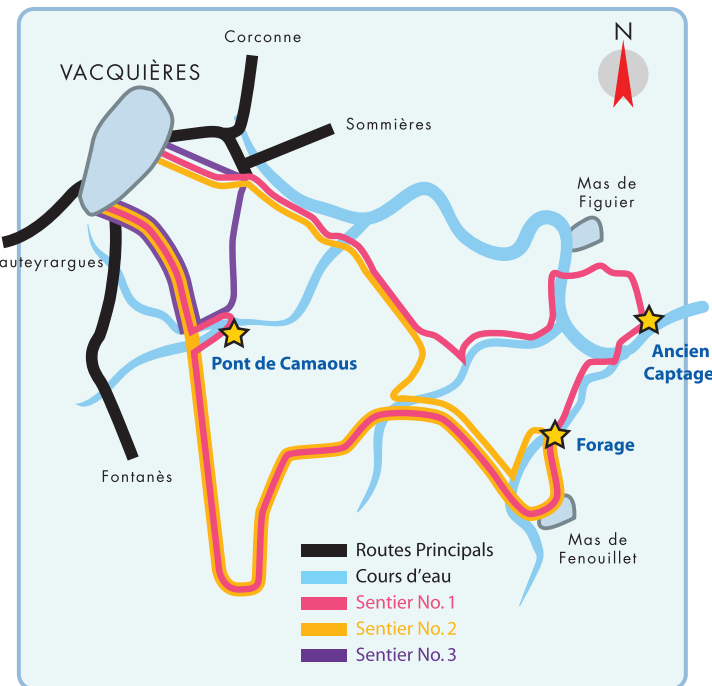 Corconne
N
VACQUIÈRES
Sommières
Mas de
Figuier
auteyrargues
Ancien
Captage
Pont de Camaous
Forage
Fontanès
Mas de
Fenouillet
Routes Principals
Cours d'eau
Sentier No. 1
Sentier No. 2
Sentier No. 3